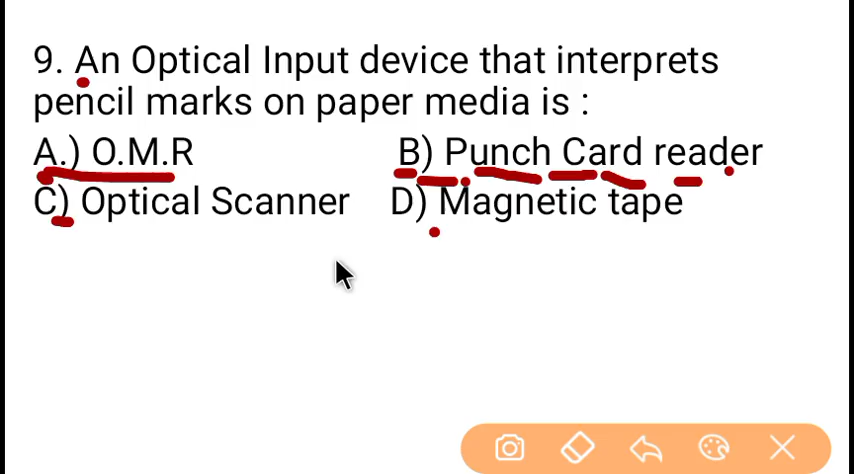 9. An Optical Input device that interprets
pencil marks on paper media is :
A.) O.M.R B) Punch Card reader
C) Optical Scanner D) Magnetic tape